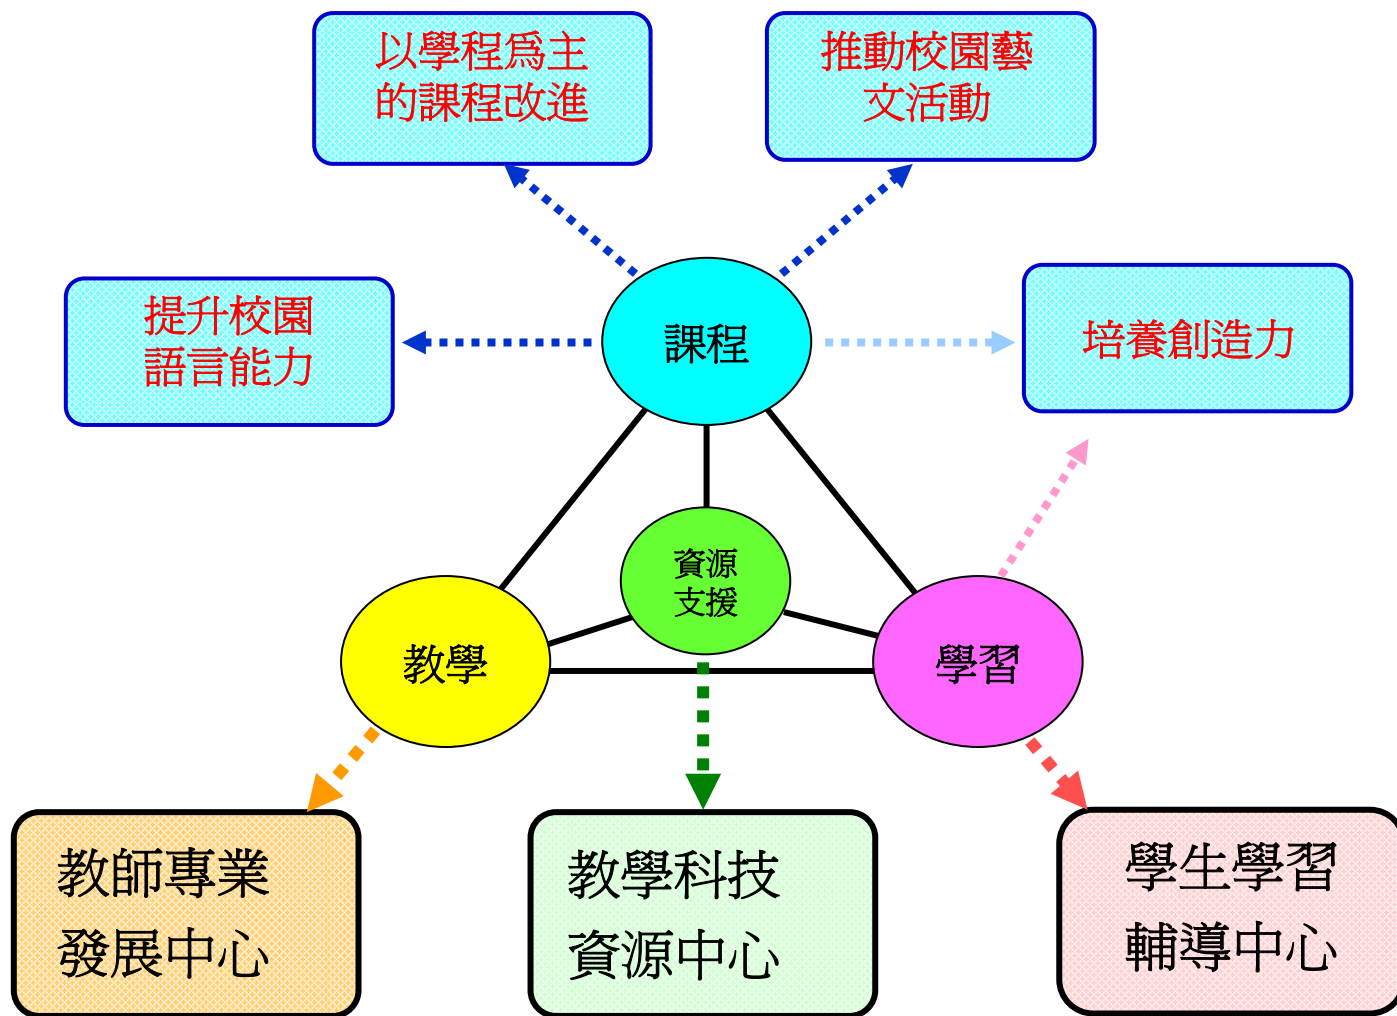 以學程爲主
的課程改進
推動校園藝
文活動
提升校園
語言能力
課程
培養創造力
資源
支援
教學
學習
教師專業
發展中心
教學科技
資源中心
學生學習
輔導中心